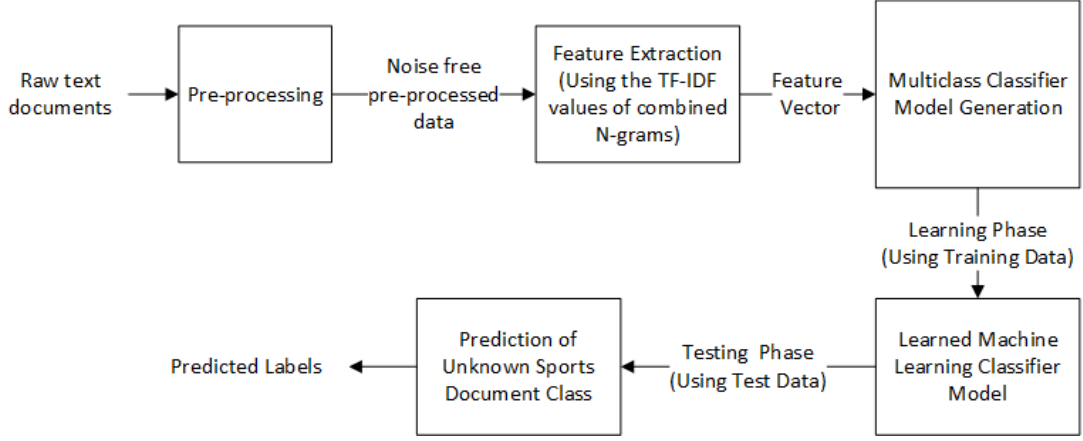 Raw text
documents
Pre-processing
Noise free
pre-processed
data
Feature Extraction
(Using the TF-IDF
values of combined
N-grams)
Feature
Vector
Multiclass Classifier
Model Generation
Learning Phase
(Using Training Data)
Learned Machine
Learning Classifier
Model
Testing Phase
(Using Test Data)
Prediction of
Unknown Sports
Document Class
Predicted Labels